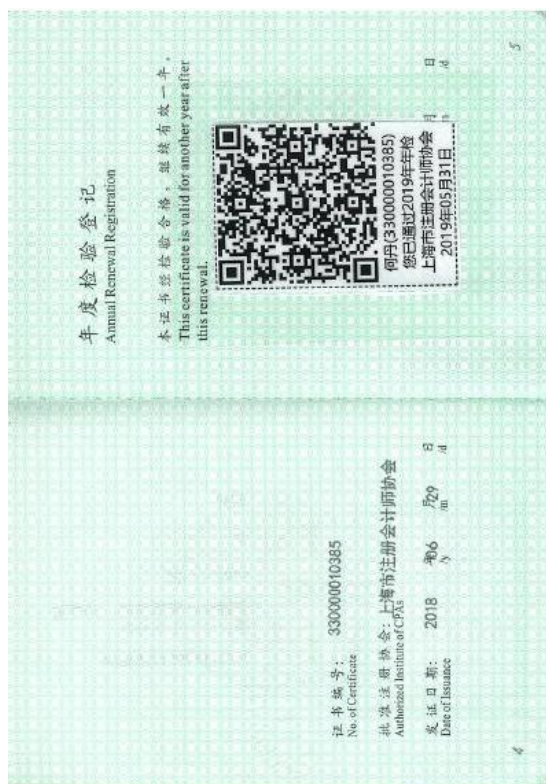 证书编号： 330000010385
No. of Certificate
批准注册协会：上海市注册会计师协会
Authorized Institute of CPAs
发证日期： 2018 年06 月29 日
Date of Issuance /y /m /d
4
年度检验登记
Annual Renewal Registration
本证书经检验合格，继续有效一年。
This certificate is valid for another year after
this renewal.
何丹(330000010385)
您已通过2019年年检
上海市注册会计师协会
2019年05月31日
月 日
/d
5